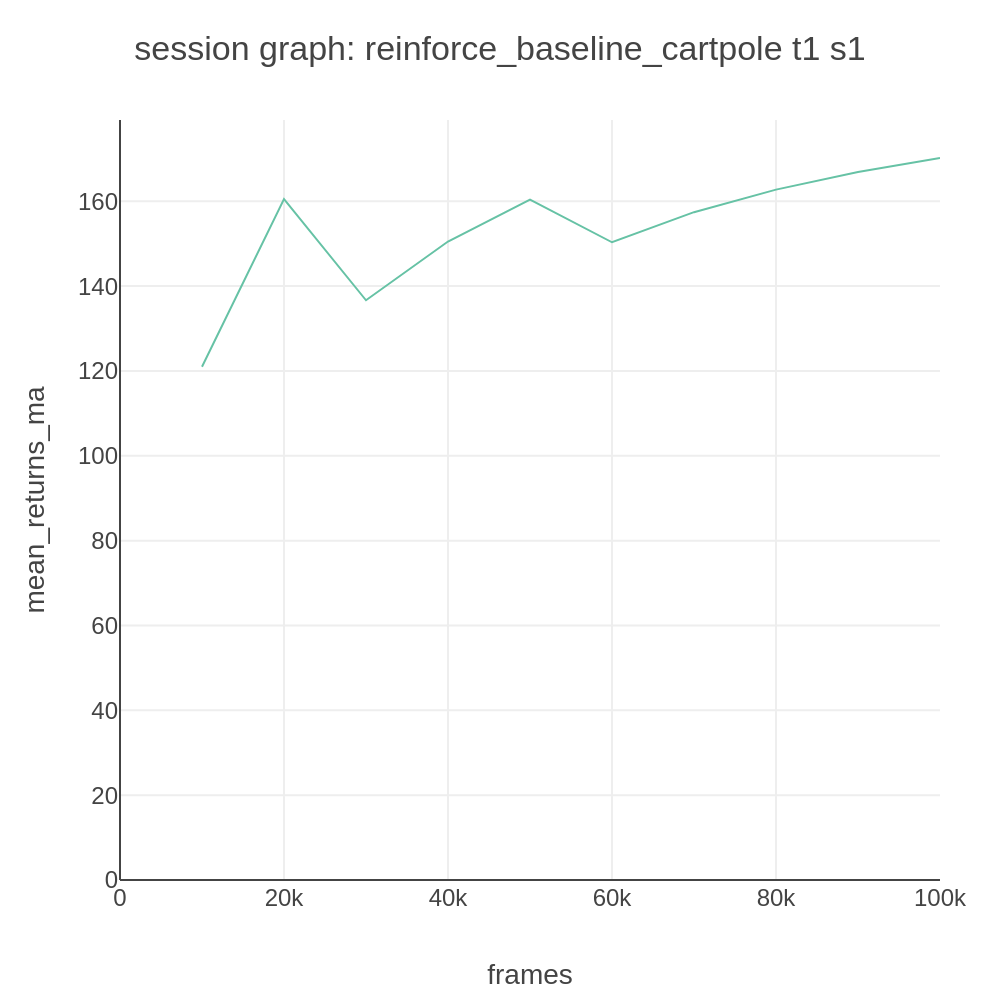 session graph: reinforce_baseline_cartpole t1 s1
mean_returns_ma
160
140
120
100
80
60
40
20
0
0 20k 40k 60k 80k 100k
frames